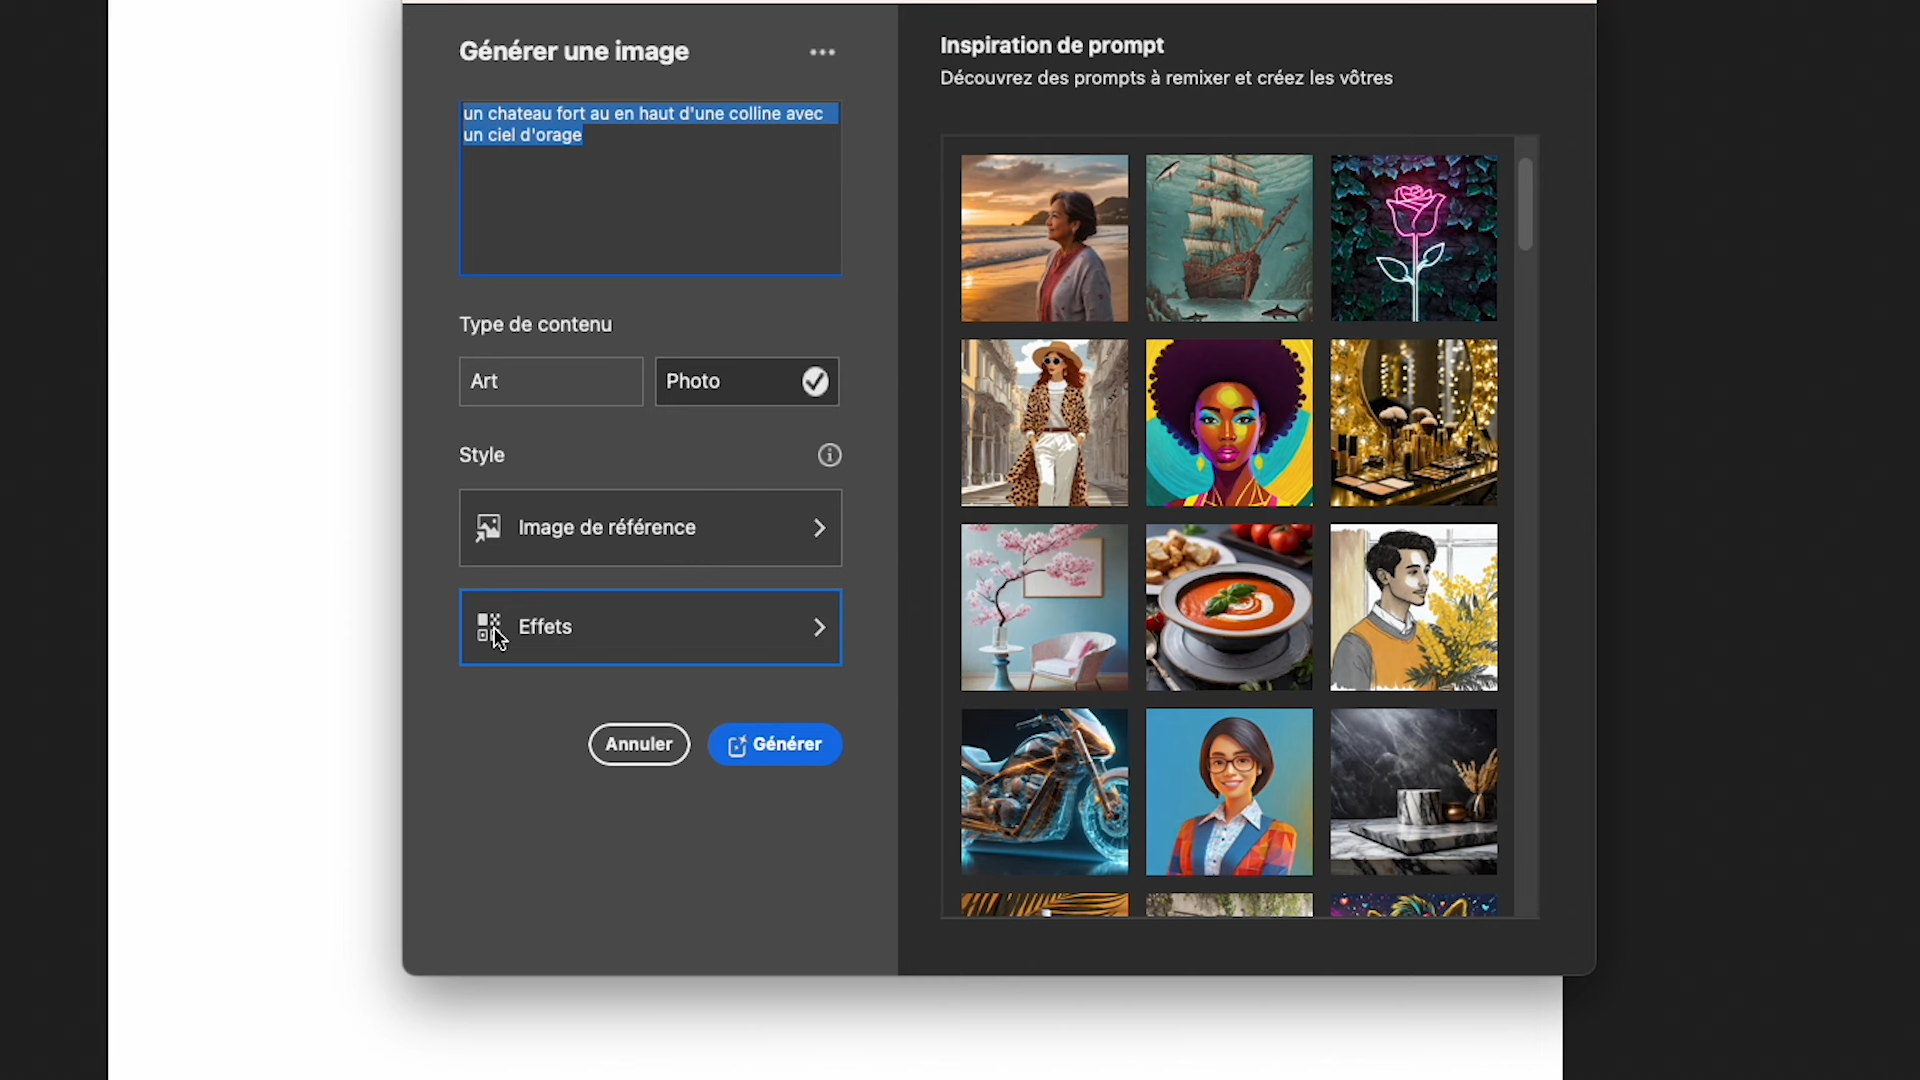 Générer une image
un chateau fort au en haut d'une colline avec
un ciel d'orage
Type de contenu
Art
Photo
Style
Image de référence
Effets
Annuler
Générer
Inspiration de prompt
Découvrez des prompts à remixer et créez les vôtres